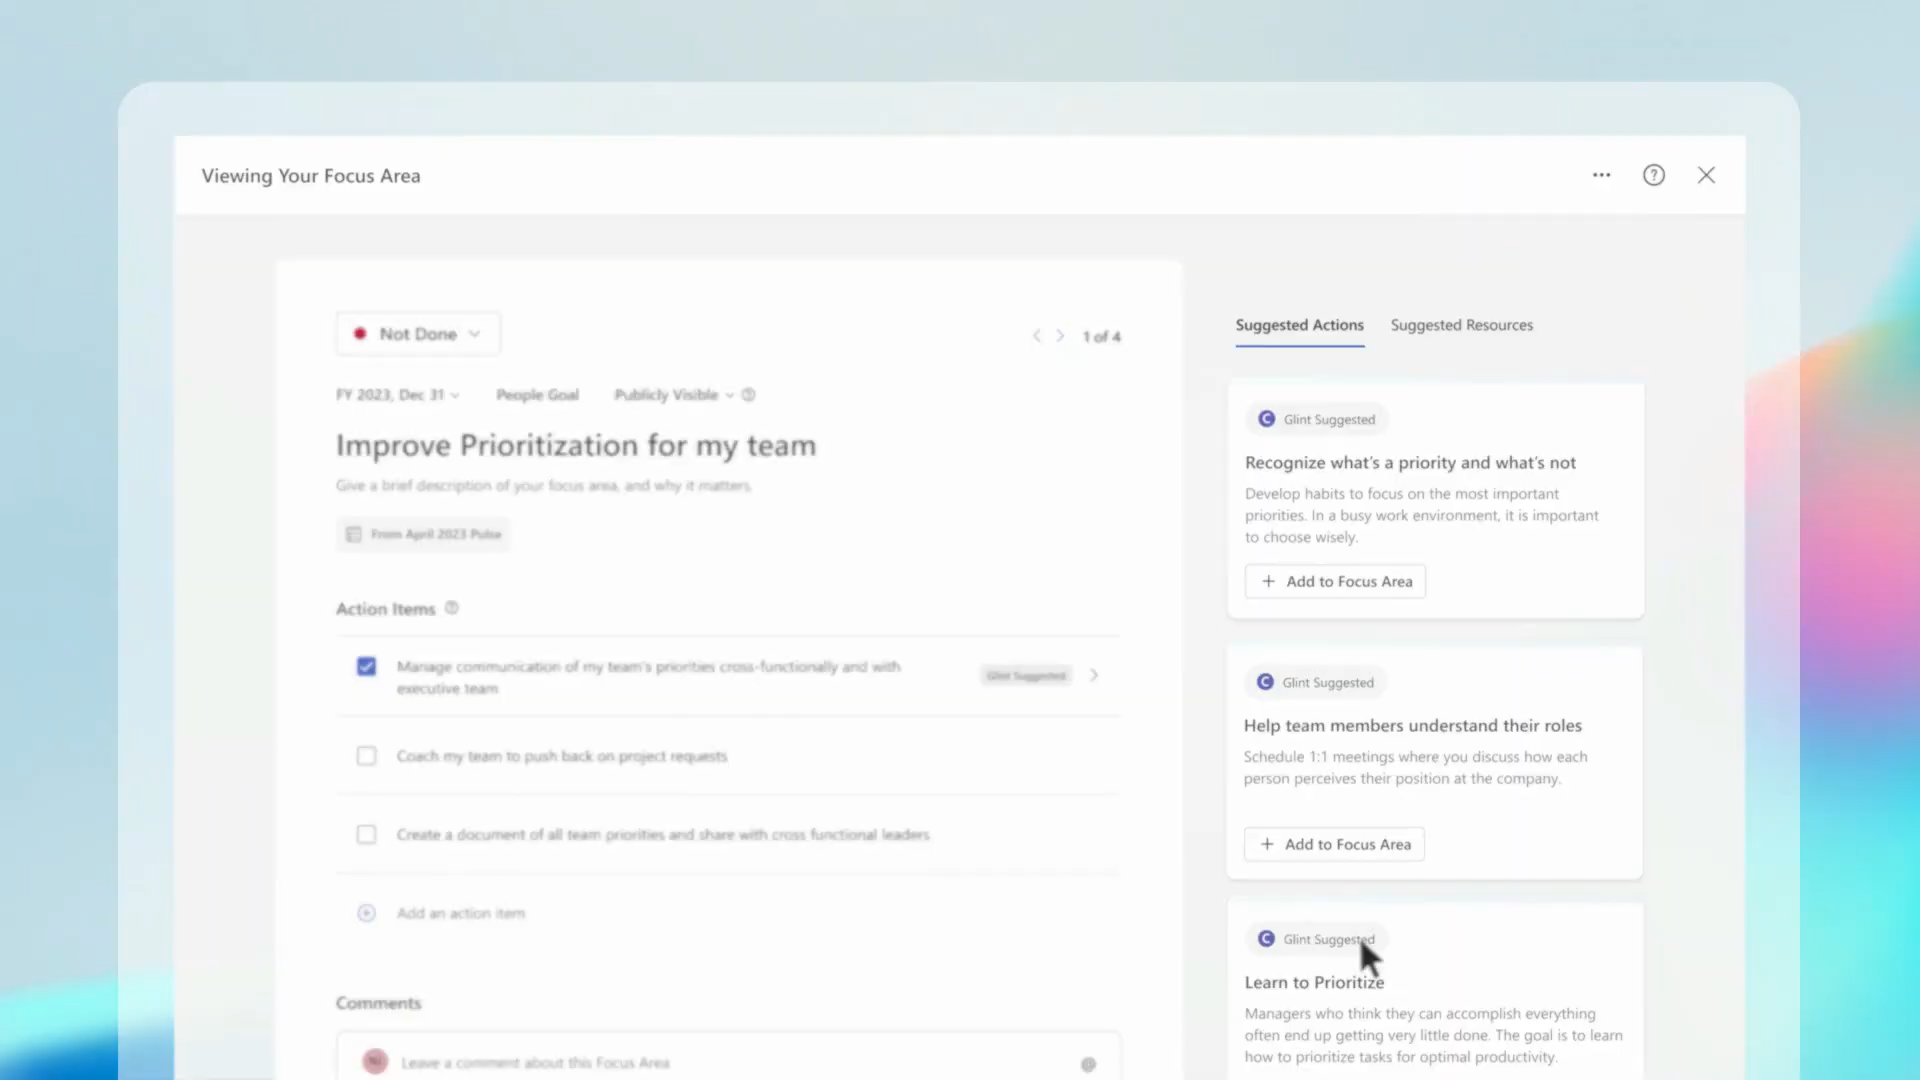 Viewing Your Focus Area
Not Done
1 of 4
FY 2023, Dec 31
People Goal
Publicly Visible
Improve Prioritization for my team
Give a brief description of your focus area, and why it matters.
From April 2023 Pulse
Action Items
Manage communication of my team's priorities cross-functionally and with
executive team
Glint Suggested
Coach my team to push back on project requests
Create a document of all team priorities and share with cross functional leaders
Add an action item
Comments
Leave a comment about this Focus Area
Suggested Actions
Suggested Resources
Glint Suggested
Recognize what's a priority and what's not
Develop habits to focus on the most important
priorities. In a busy work environment, it is important
to choose wisely.
+ Add to Focus Area
Glint Suggested
Help team members understand their roles
Schedule 1:1 meetings where you discuss how each
person perceives their position at the company.
+ Add to Focus Area
Glint Suggested
Learn to Prioritize
Managers who think they can accomplish everything
often end up getting very little done. The goal is to learn
how to prioritize tasks for optimal productivity.